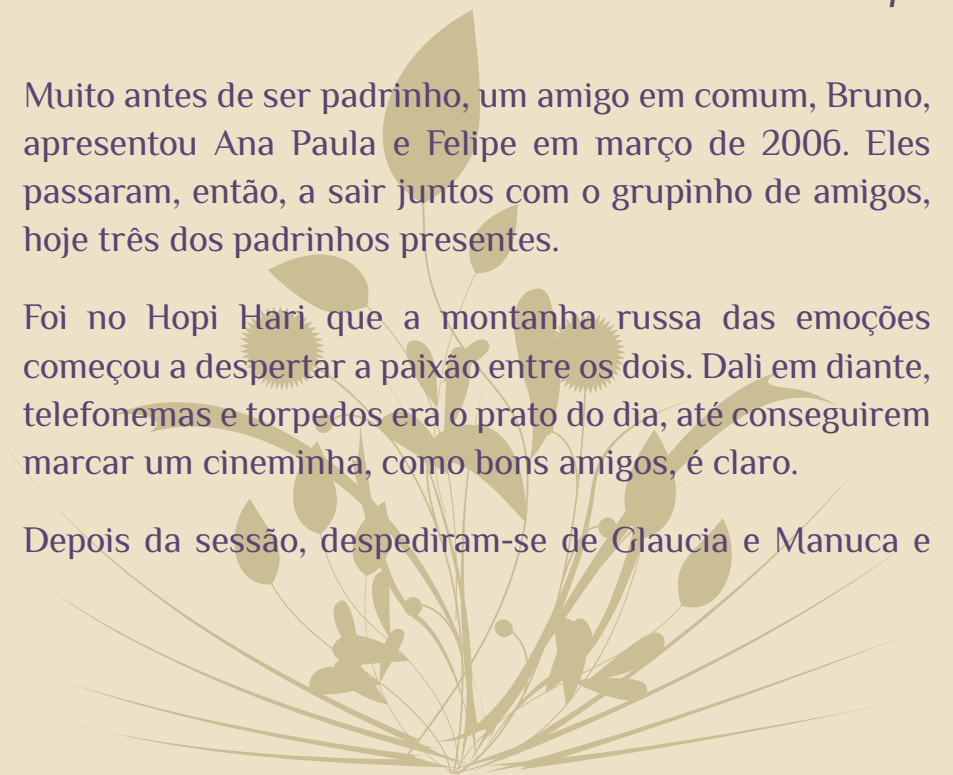 Muito antes de ser padrinho, um amigo em comum, Bruno,
apresentou Ana Paula e Felipe em março de 2006. Eles
passaram, então, a sair juntos com o grupinho de amigos,
hoje três dos padrinhos presentes.
Foi no Hopi Hari que a montanha russa das emoções
começou a despertar a paixão entre os dois. Dali em diante,
telefonemas e torpedos era o prato do dia, até conseguirem
marcar um cineminha, como bons amigos, é claro.
Depois da sessão, despediram-se de Glaucia e Manuca e